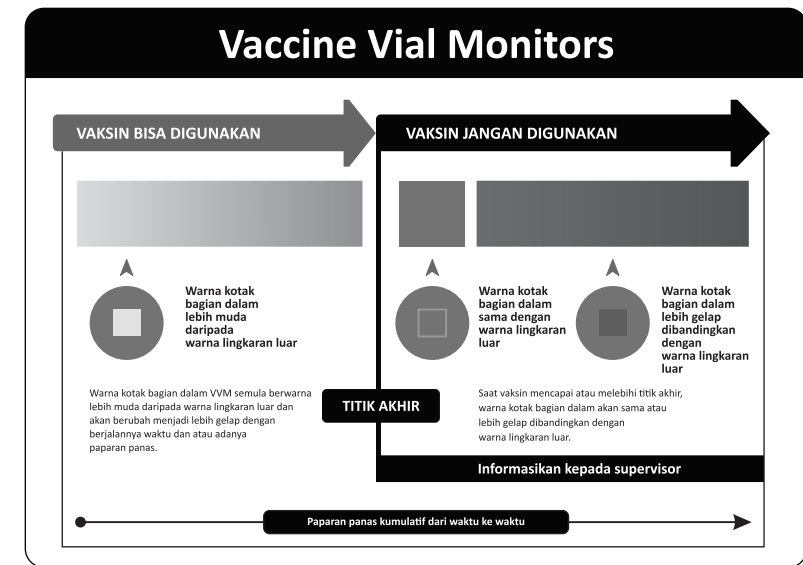 Vaccine Vial Monitors
VAKSIN BISA DIGUNAKAN
VAKSIN JANGAN DIGUNAKAN
Warna kotak
bagian dalam
lebih muda
daripada
warna lingkaran luar
Warna kotak
bagian dalam
sama dengan
warna lingkaran
luar
Warna kotak
bagian dalam
lebih gelap
dibandingkan
dengan
warna lingkaran
luar
Warna kotak bagian dalam VVM semula berwarna
lebih muda daripada warna lingkaran luar dan
akan berubah menjadi lebih gelap dengan
berjalannya waktu dan atau adanya
paparan panas.
TITIK AKHIR
Saat vaksin mencapai atau melebihi titik akhir,
warna kotak bagian dalam akan sama atau
lebih gelap dibandingkan dengan
warna lingkaran luar.
Informasikan kepada supervisor
Paparan panas kumulatif dari waktu ke waktu